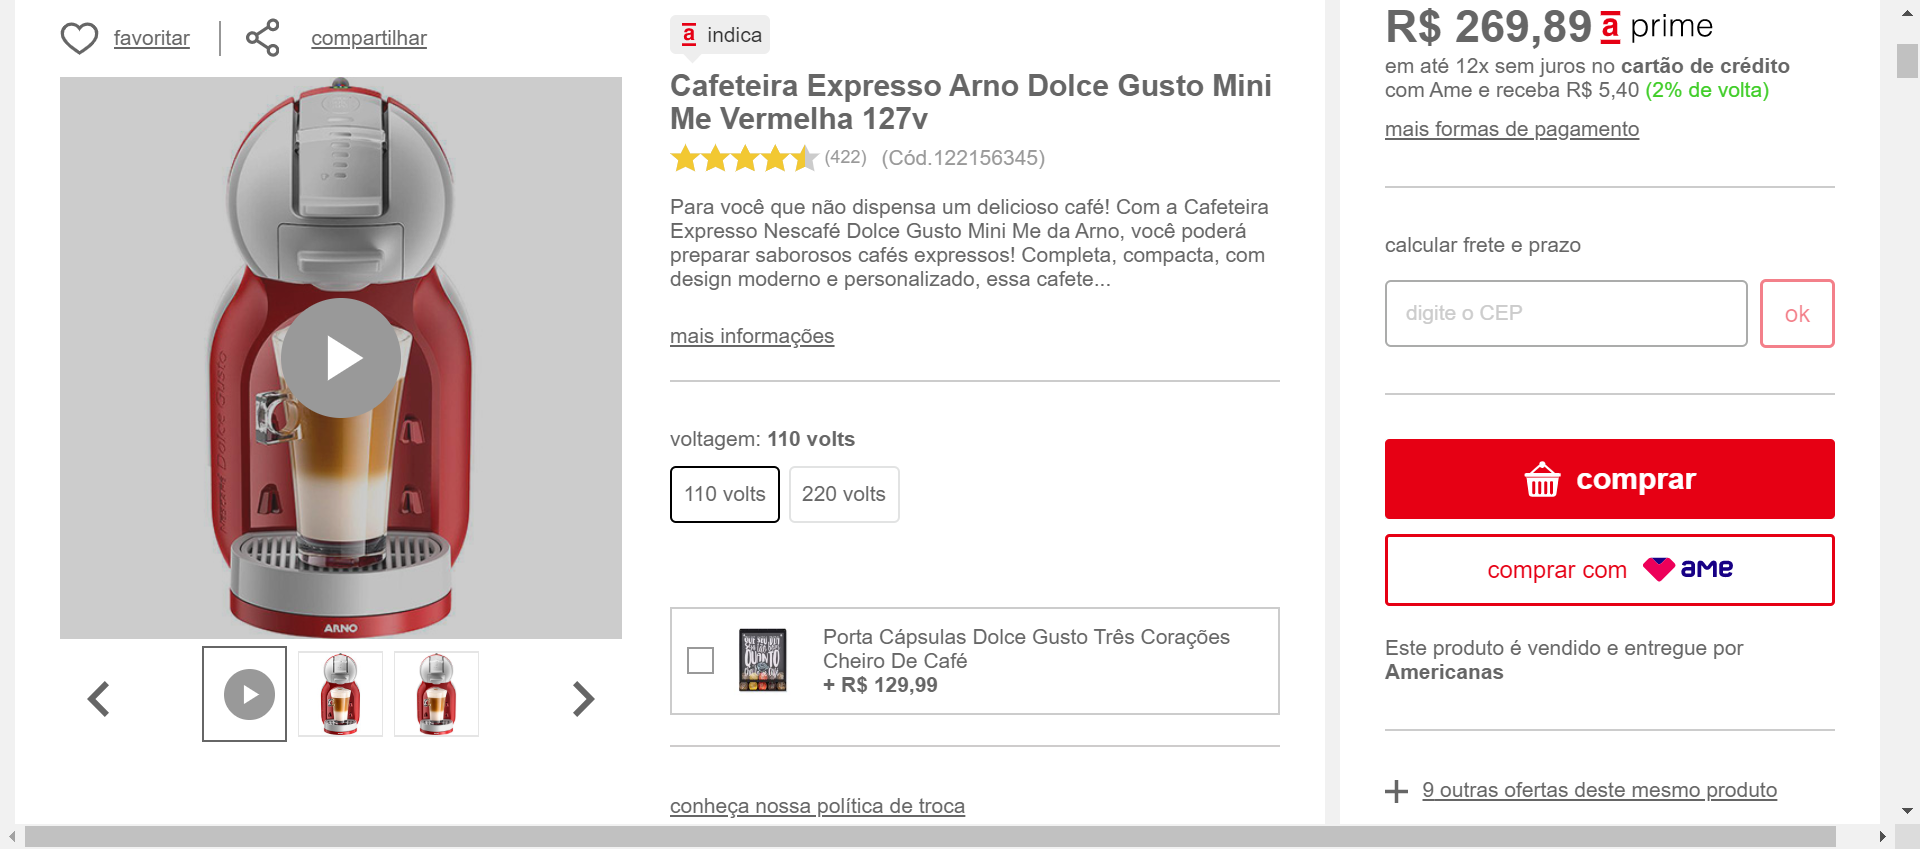 favoritar
compartilhar
ARNO
a indica
Cafeteira Expresso Arno Dolce Gusto Mini
Me Vermelha 127v
(422) (Cód.122156345)
Para você que não dispensa um delicioso café! Com a Cafeteira
Expresso Nescafé Dolce Gusto Mini Me da Arno, você poderá
preparar saborosos cafés expressos! Completa, compacta, com
design moderno e personalizado, essa cafete...
mais informações
voltagem: 110 volts
110 volts
220 volts
QUANTO
Porta Cápsulas Dolce Gusto Três Corações
Cheiro De Café
+ R$ 129,99
conheça nossa política de troca
R$ 269,89 a prime
em até 12x sem juros no cartão de crédito
com Ame e receba R$ 5,40 (2% de volta)
mais formas de pagamento
calcular frete e prazo
digite o CEP
ok
comprar
comprar com ame
Este produto é vendido e entregue por
Americanas
+ 9 outras ofertas deste mesmo produto